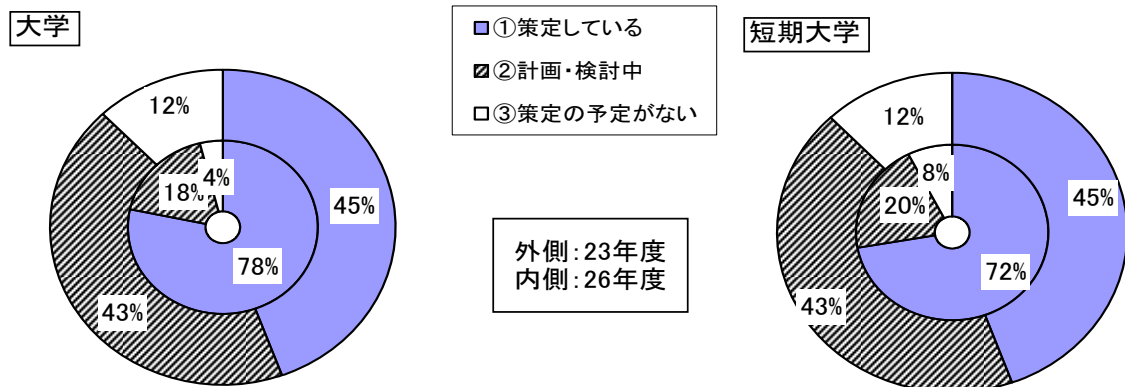 大学
①策定している
②計画・検討中
③策定の予定がない
短期大学
12%
4%
18%
45%
78%
43%
外側：23年度
内側：26年度
12%
8%
20%
45%
72%
43%